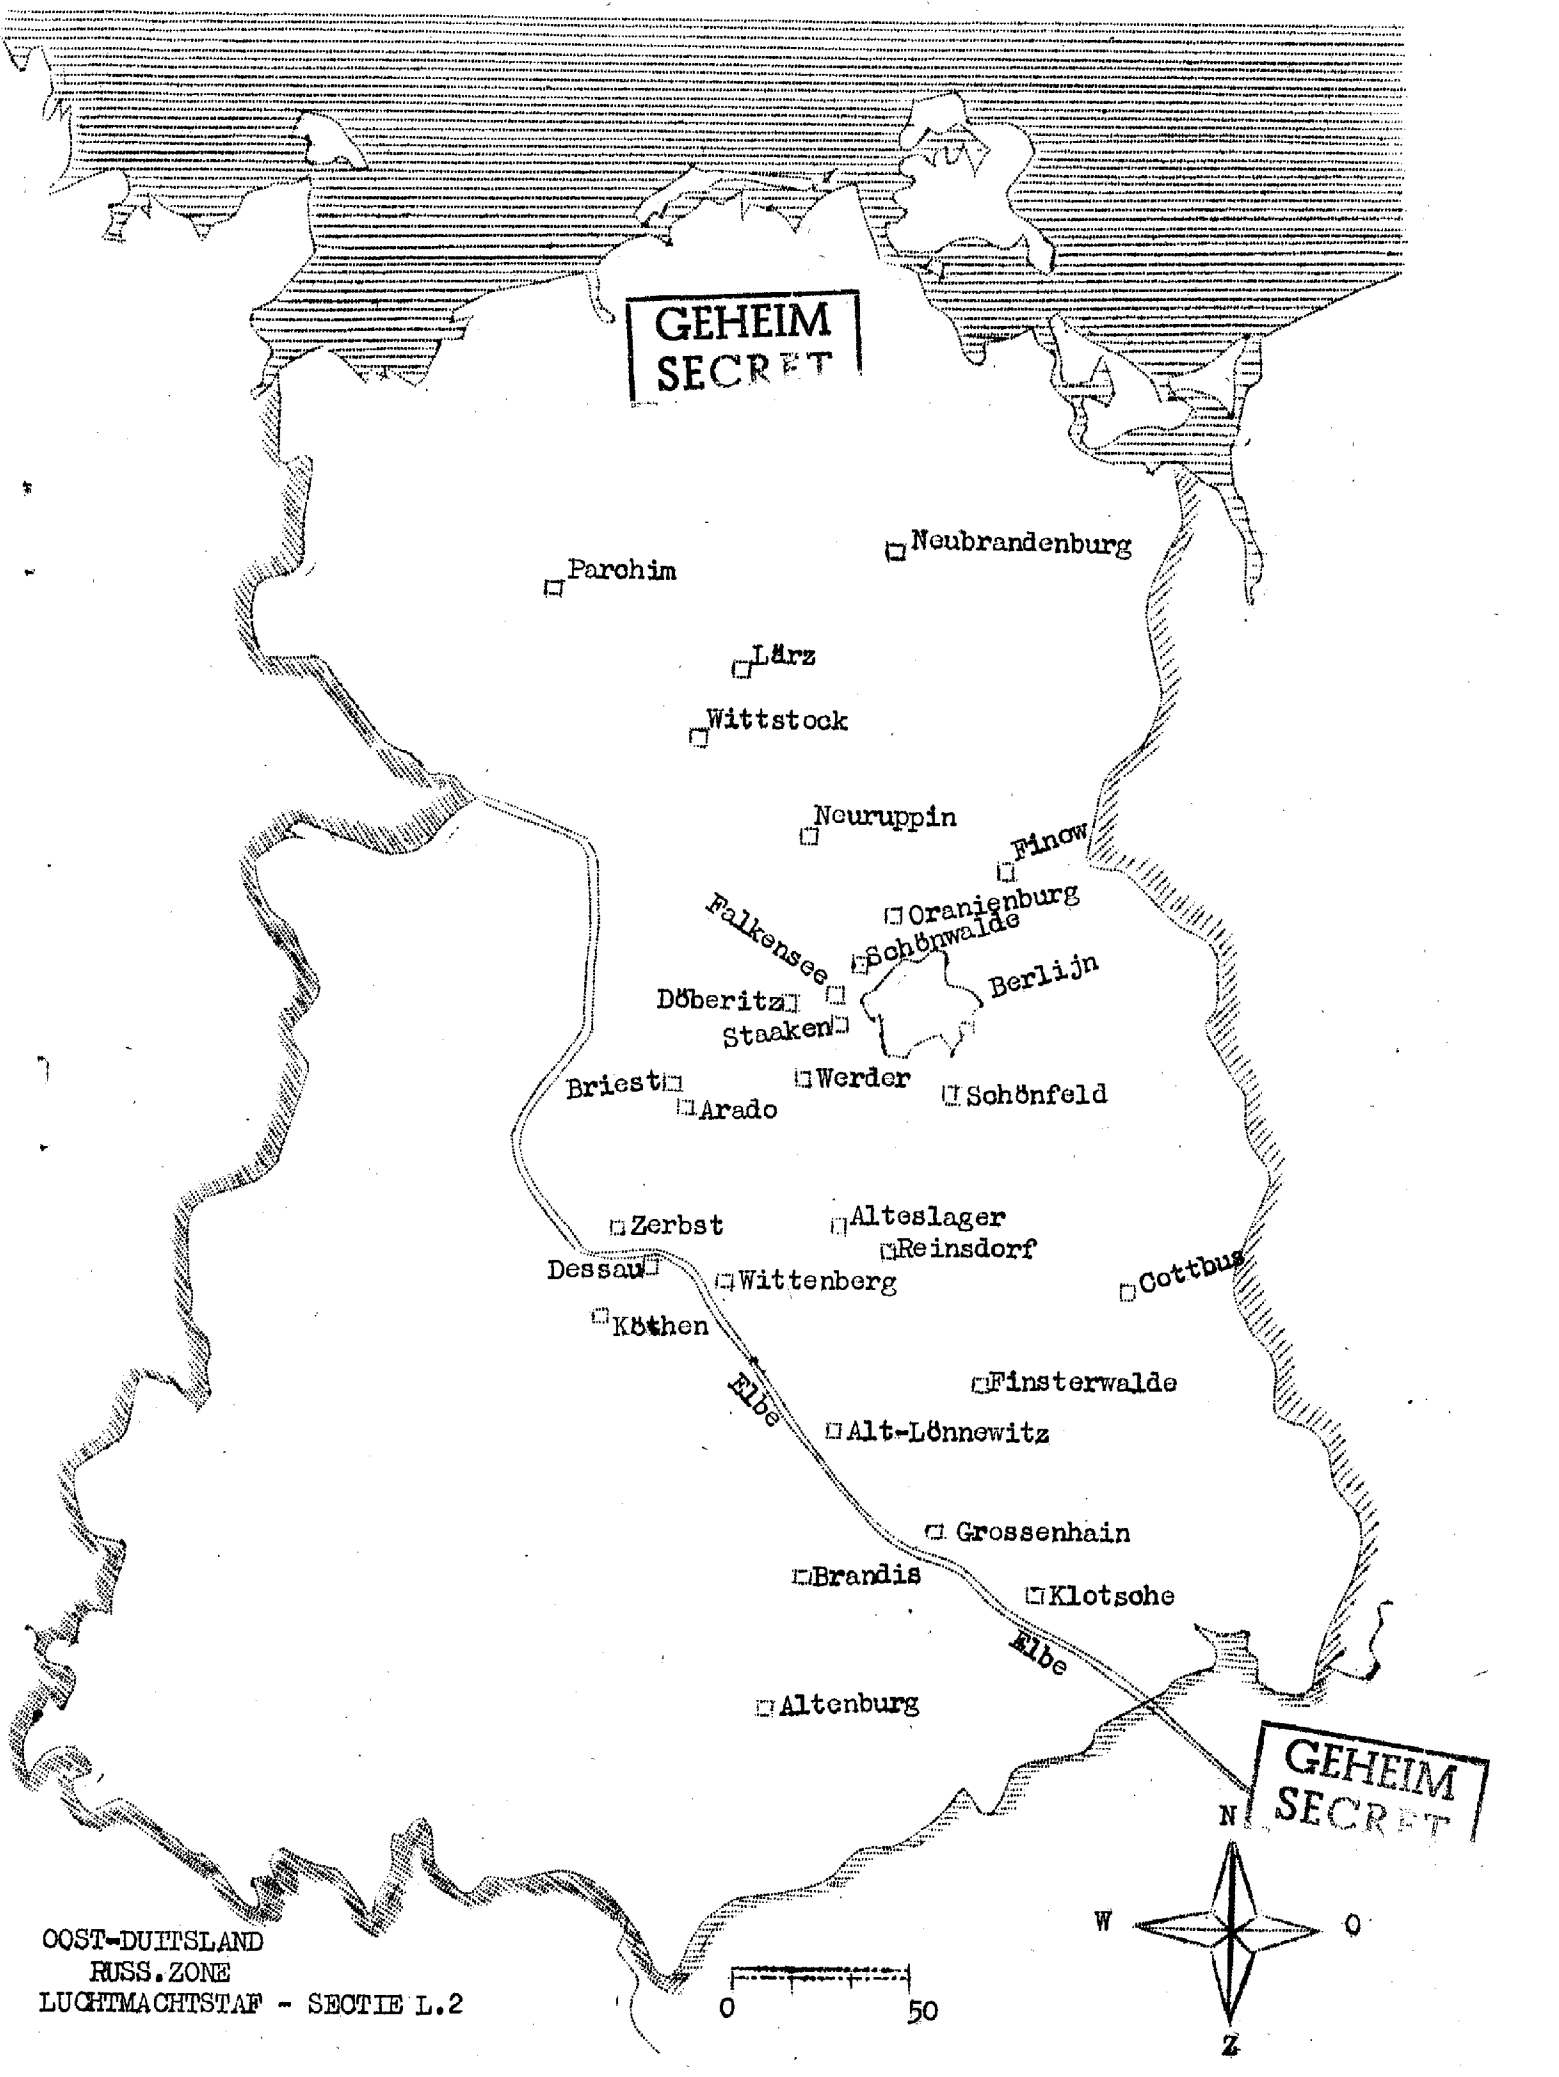 GEHEIM
SECRET
Neubrandenburg
Parchim
Lärz
Wittstock
Neuruppin
Finow
Oranienburg
Falkensee
Schönwalde
Berlijn
Döberitz
Staaken
Briest
Werder
Arado
Schönfeld
Zerbst
Alteslager
Reinsdorf
Dessau
Wittenberg
Cottbus
Köthen
Finsterwalde
Elbe
Alt-Lönnewitz
Grossenhain
Brandis
Klotsche
Elbe
Altenburg
GEHEIM
SECRET
N
W
O
Z
OOST-DUITSLAND
RUSS.ZONE
LUCHTMACHTSTAF - SECTIE L.2
0 50